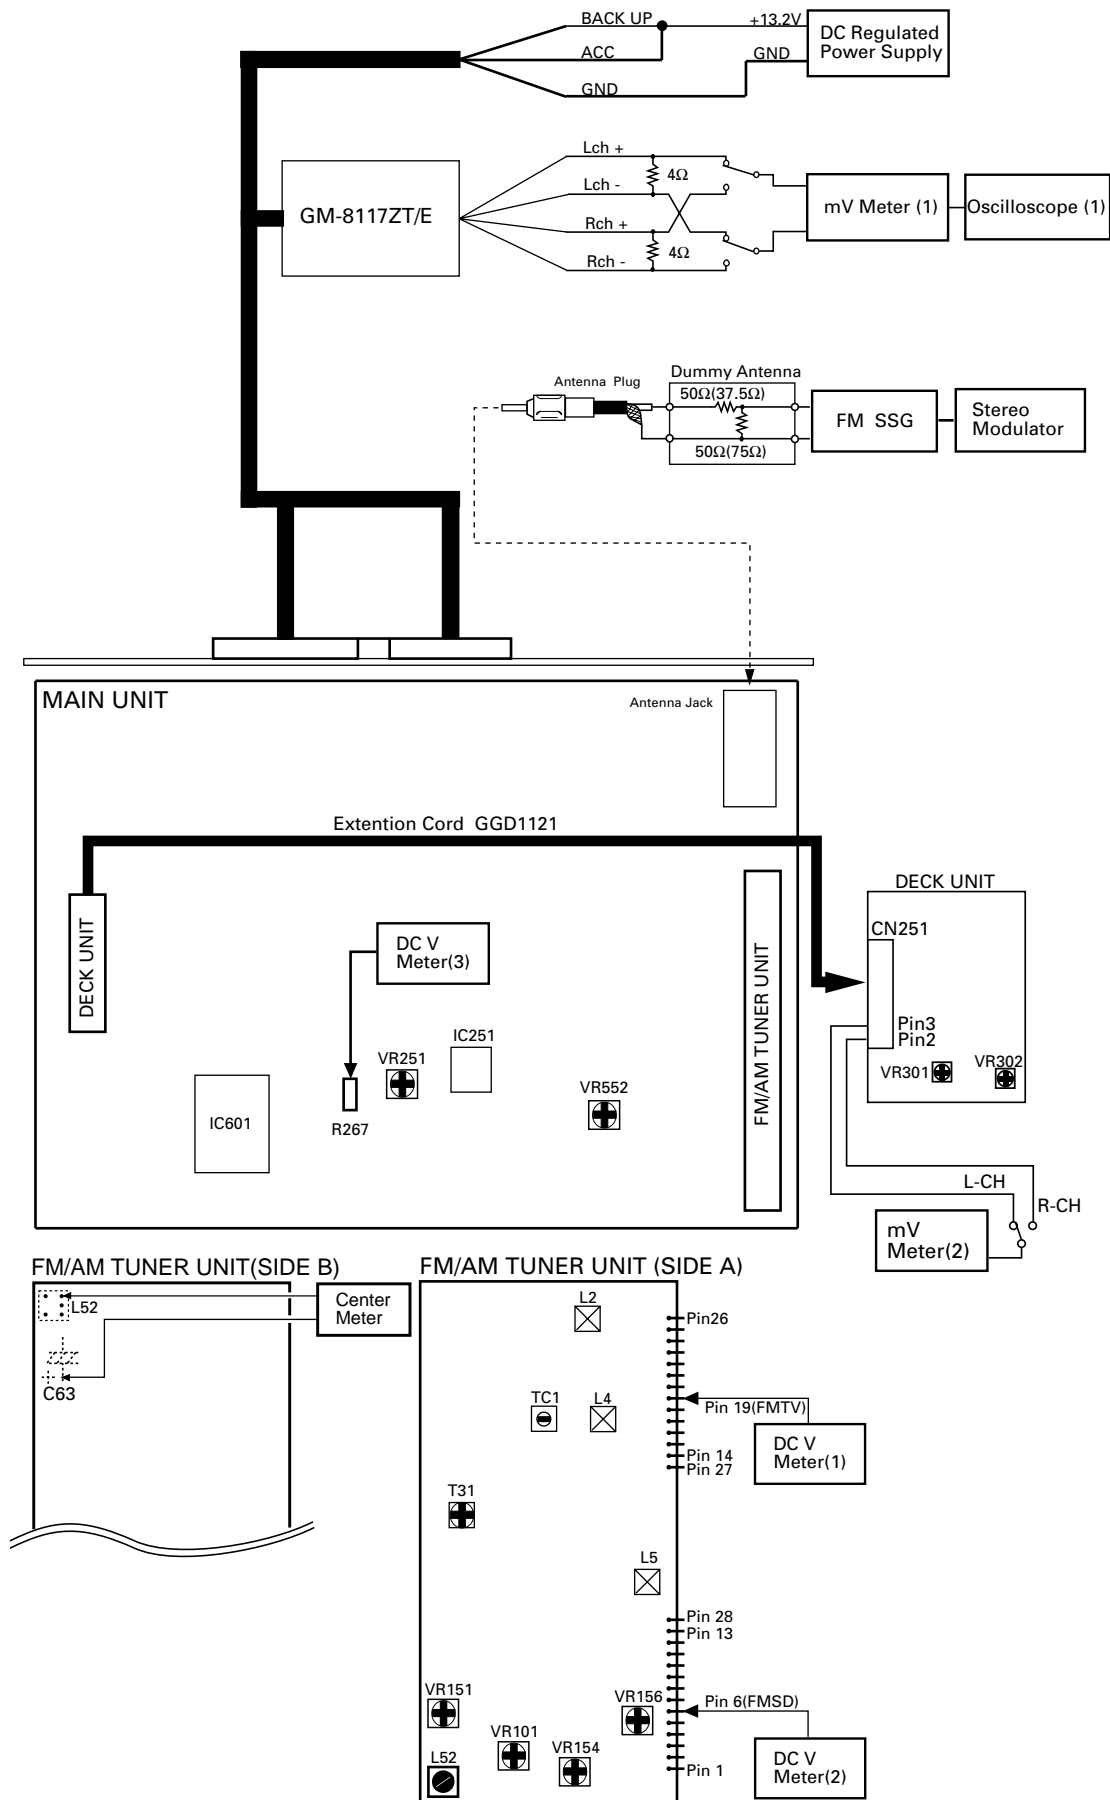 BACK UP
+13.2V
DC Regulated
Power Supply
ACC
GND
GND
Lch +
4Ω
Lch -
GM-8117ZT/E
mV Meter (1)
Oscilloscope (1)
Rch +
4Ω
Rch -
Dummy Antenna
Antenna Plug
50Ω(37.5Ω)
FM SSG
Stereo
Modulator
50Ω(75Ω)
MAIN UNIT
Antenna Jack
Extention Cord GGD1121
DECK UNIT
DECK UNIT
CN251
DC V
Meter(3)
FM/AM TUNER UNIT
Pin3
Pin2
IC251
VR251
VR301
VR302
VR552
IC601
R267
L-CH
R-CH
mV
Meter(2)
FM/AM TUNER UNIT(SIDE B)
FM/AM TUNER UNIT (SIDE A)
L52
Center
Meter
C63
L2
Pin26
TC1
L4
Pin 19(FMTV)
DC V
Meter(1)
Pin 14
Pin 27
T31
L5
Pin 28
Pin 13
VR151
VR156
Pin 6(FMSD)
VR101
VR154
L52
DC V
Meter(2)
Pin 1